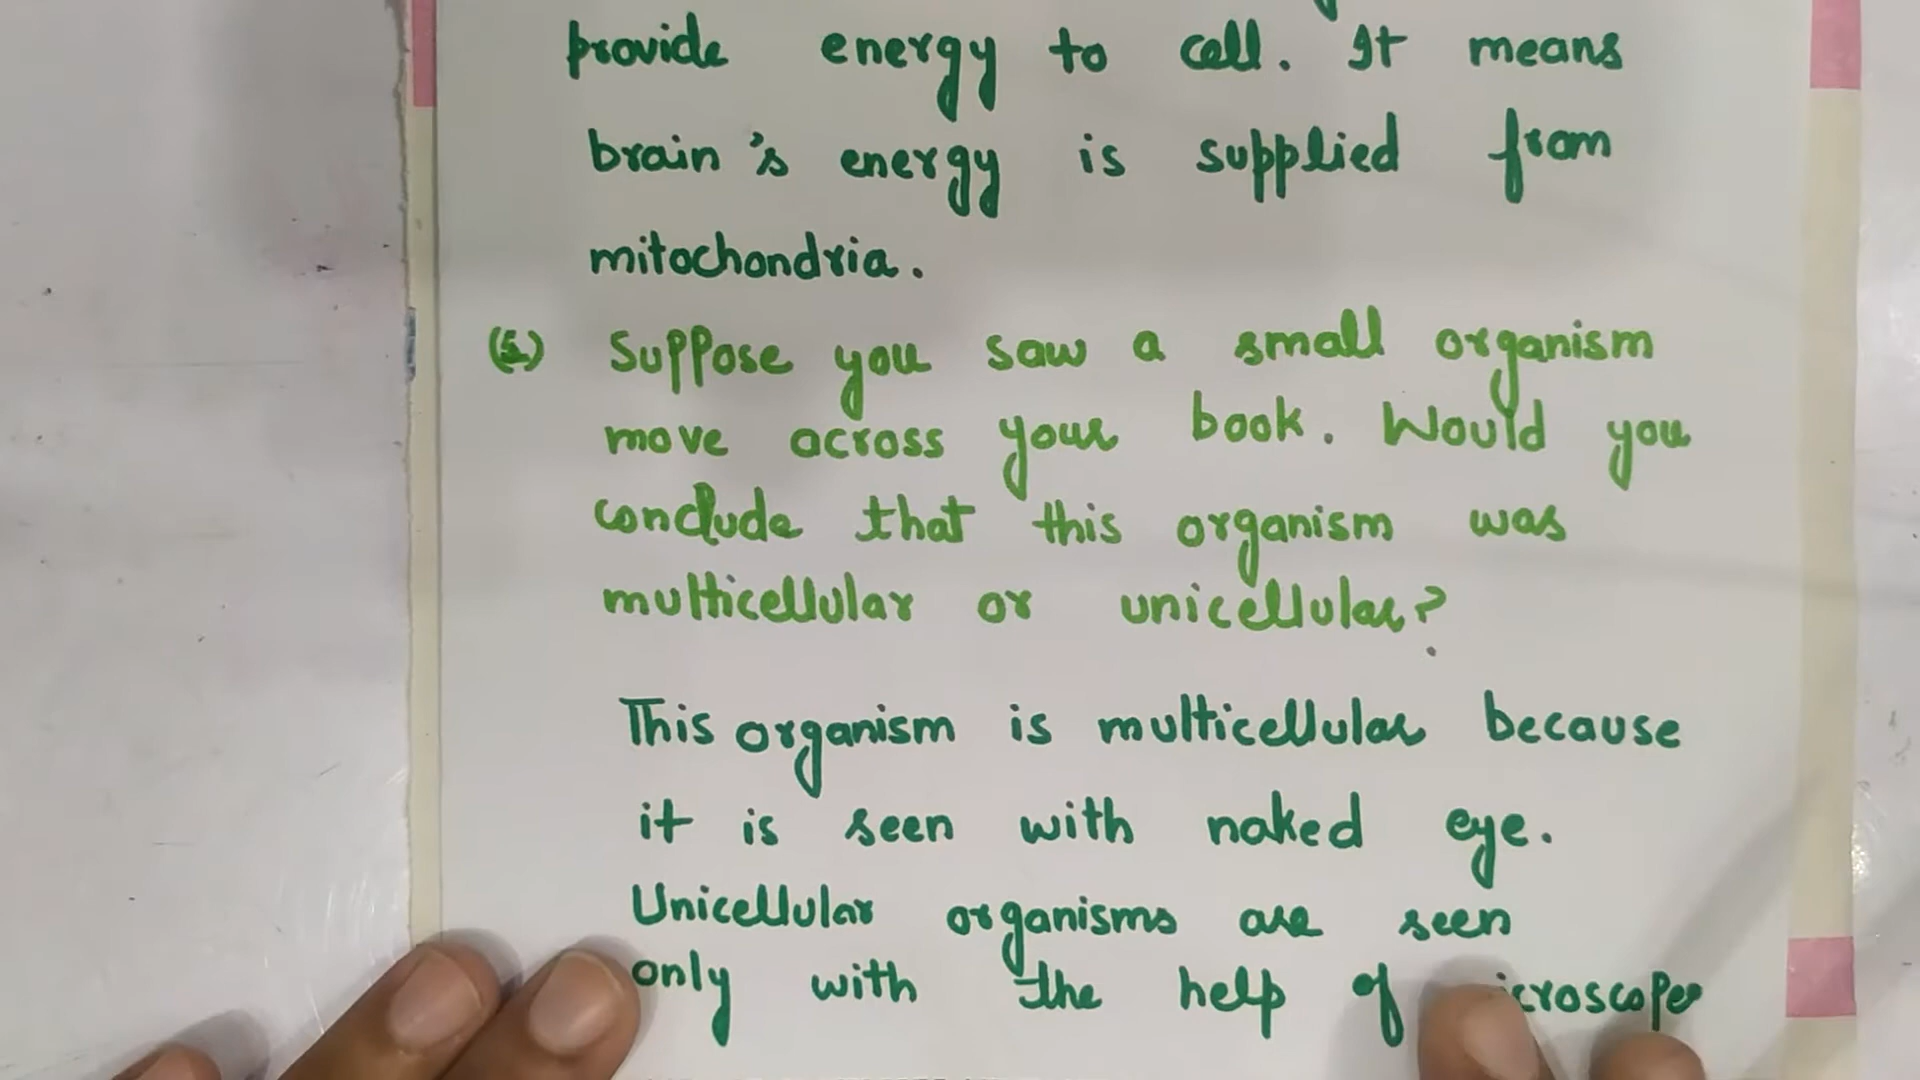 provide energy to cell. It means
brain's energy is supplied from
mitochondria.
(5) Suppose you saw a small organism
move across your book. Would you
conclude that this organism was
multicellular or unicellular?
This organism is multicellular because
it is seen with naked eye.
Unicellular organisms are seen
only with the help of